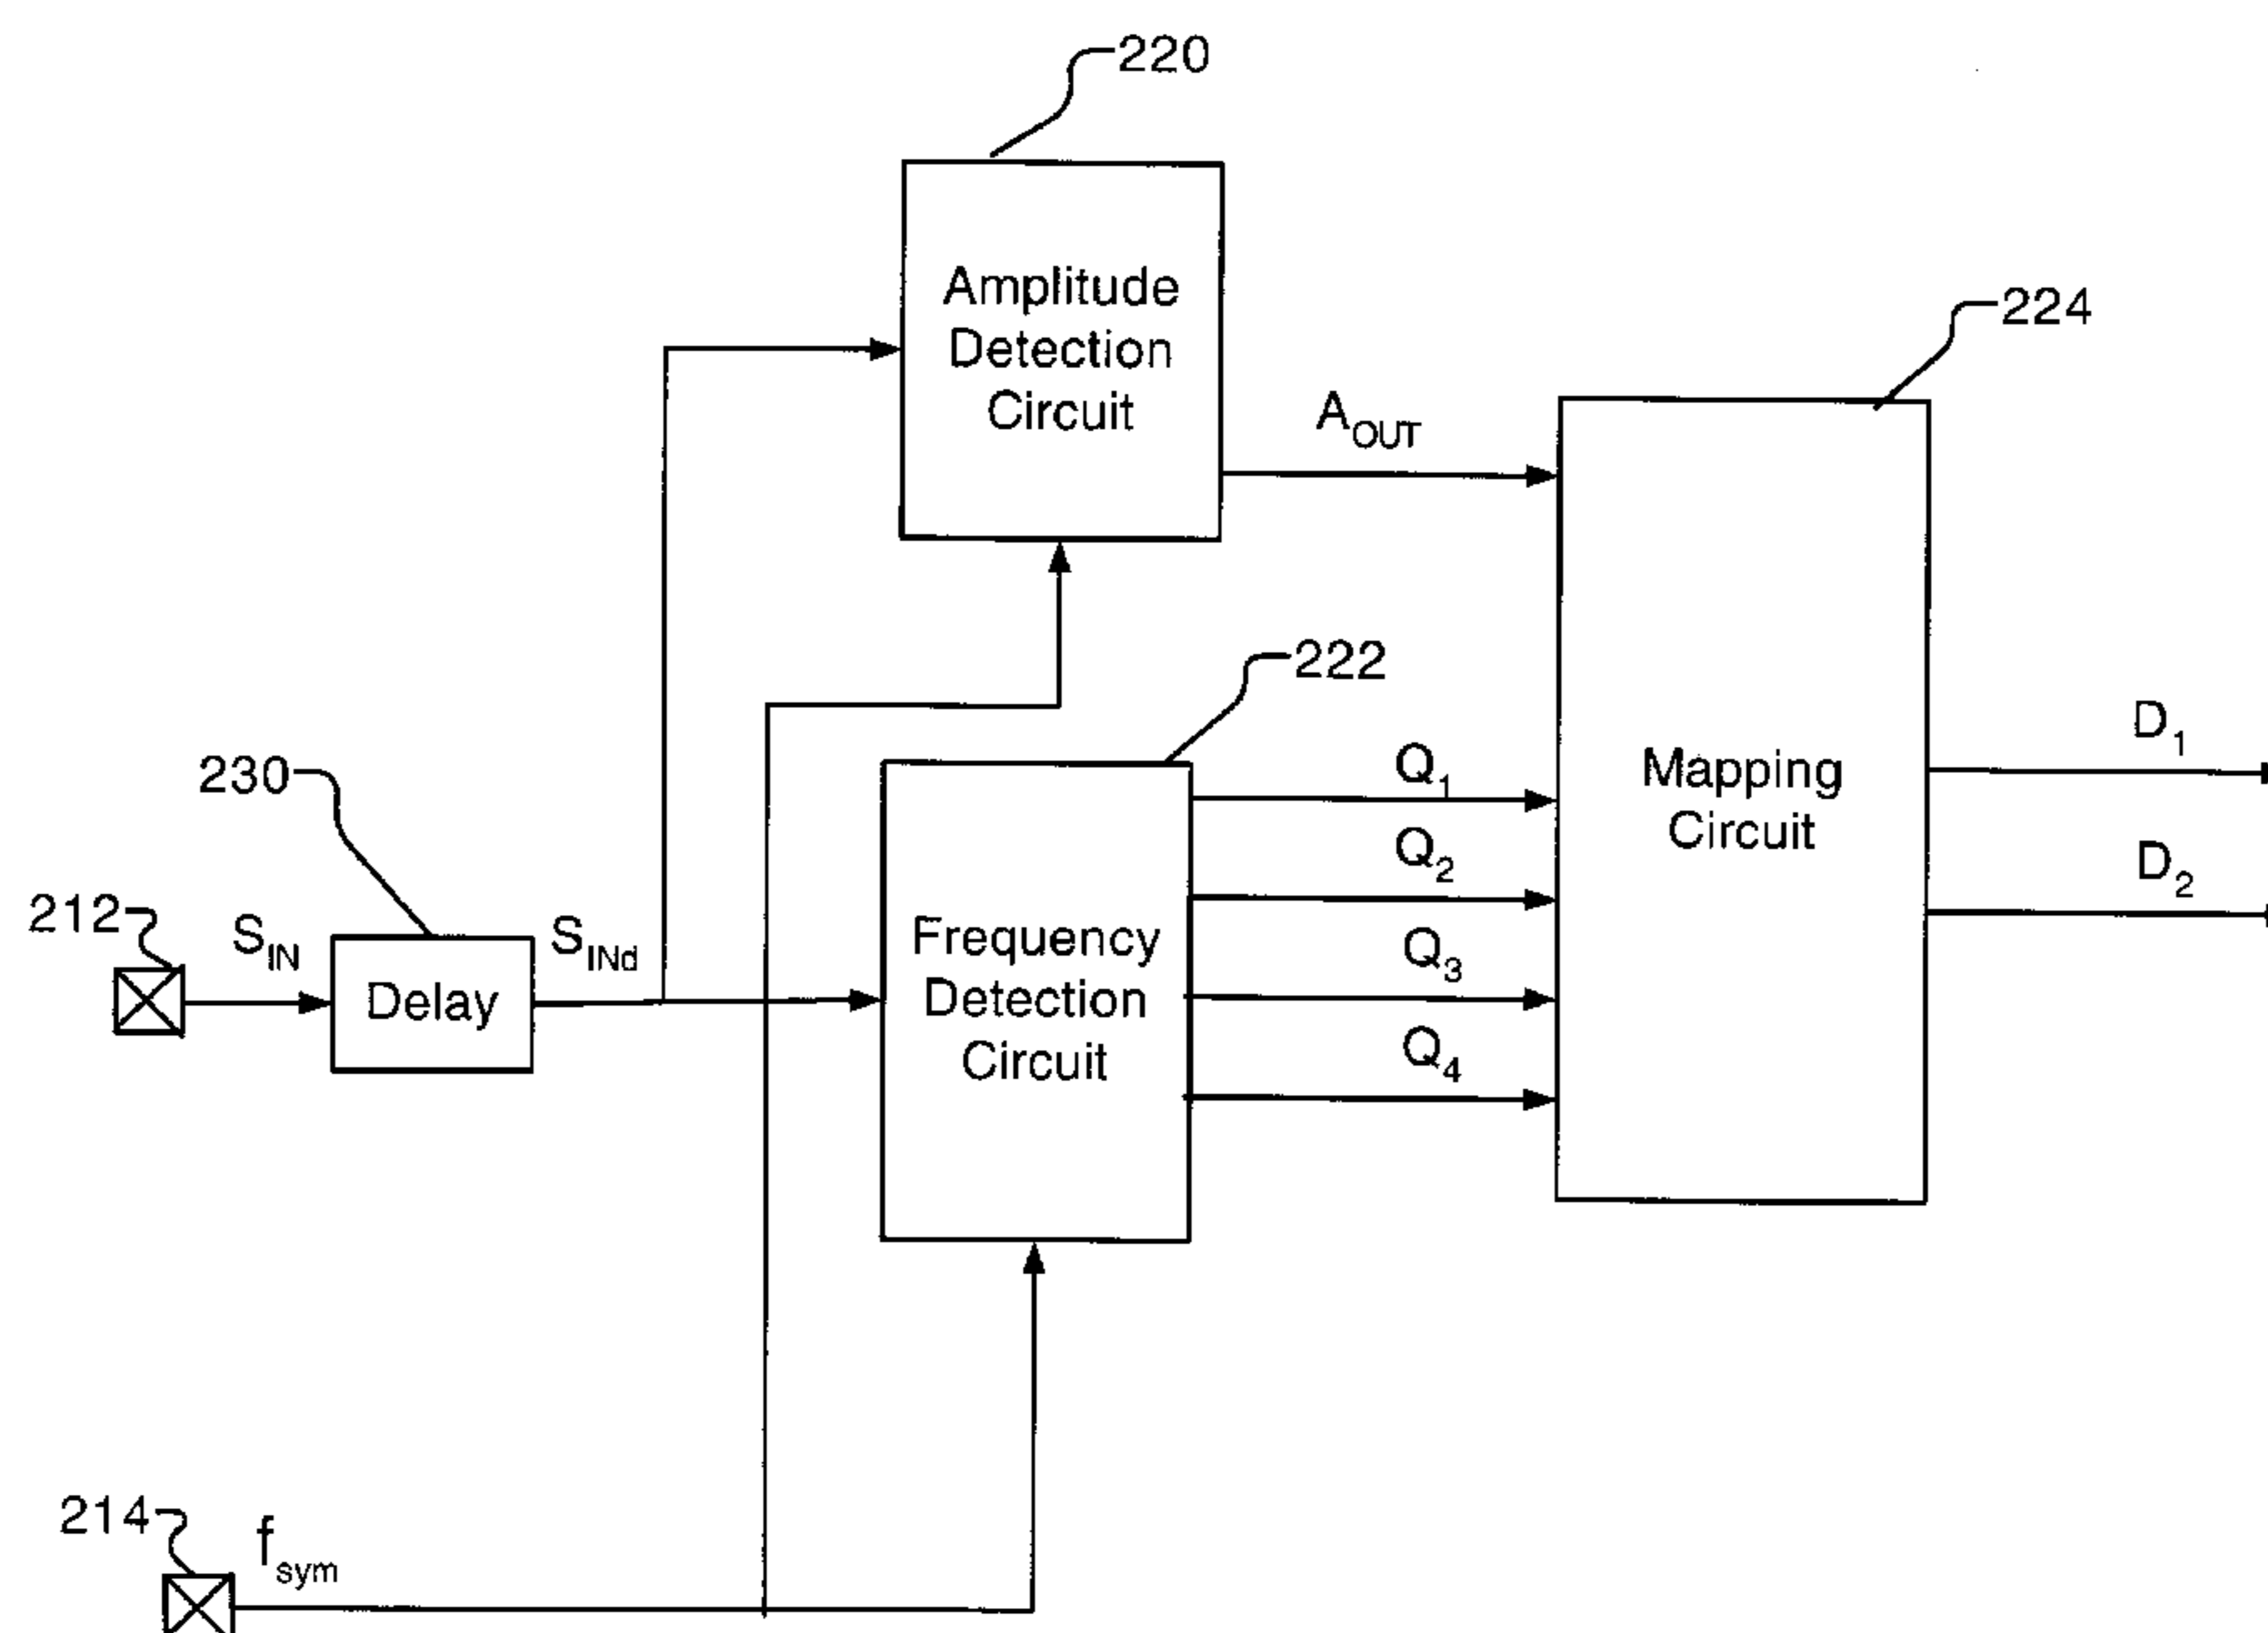 220
Amplitude
Detection
Circuit
224
A_OUT
222
Q_1
Mapping
Circuit
D_1
230
Q_2
D_2
212
S_IN
Delay
S_INd
Frequency
Detection
Circuit
Q_3
Q_4
214
f_sym